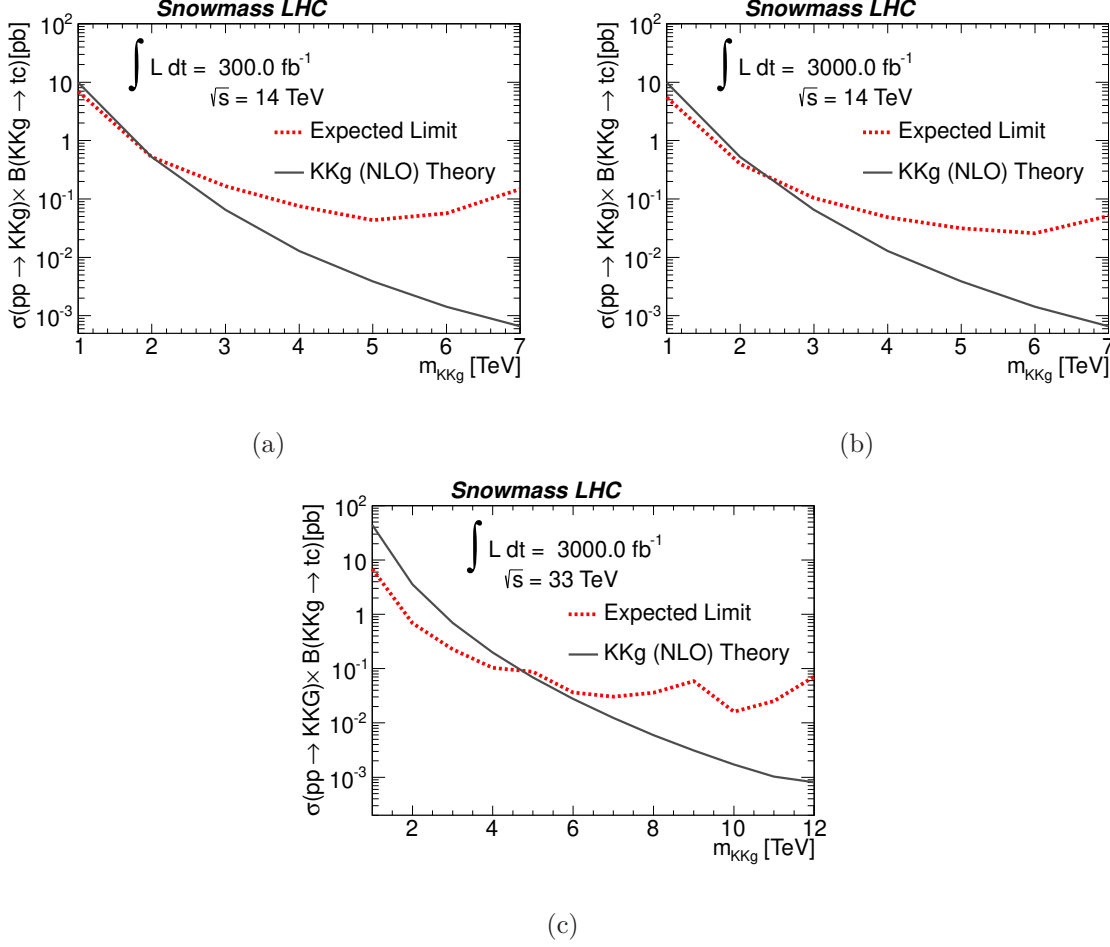 Snowmass LHC
σ(pp → KKg)× B(KKg → tc)[pb]
10²
10
1
10⁻¹
10⁻²
10⁻³
∫ L dt = 300.0 fb⁻¹
√s = 14 TeV
Expected Limit
KKg (NLO) Theory
1 2 3 4 5 6 7
m_KKg [TeV]
(a)
Snowmass LHC
σ(pp → KKg)× B(KKg → tc)[pb]
10²
10
1
10⁻¹
10⁻²
10⁻³
∫ L dt = 3000.0 fb⁻¹
√s = 14 TeV
Expected Limit
KKg (NLO) Theory
1 2 3 4 5 6 7
m_KKg [TeV]
(b)
Snowmass LHC
σ(pp → KKG)× B(KKg → tc)[pb]
10²
10
1
10⁻¹
10⁻²
10⁻³
∫ L dt = 3000.0 fb⁻¹
√s = 33 TeV
Expected Limit
KKg (NLO) Theory
2 4 6 8 10 12
m_KKg [TeV]
(c)